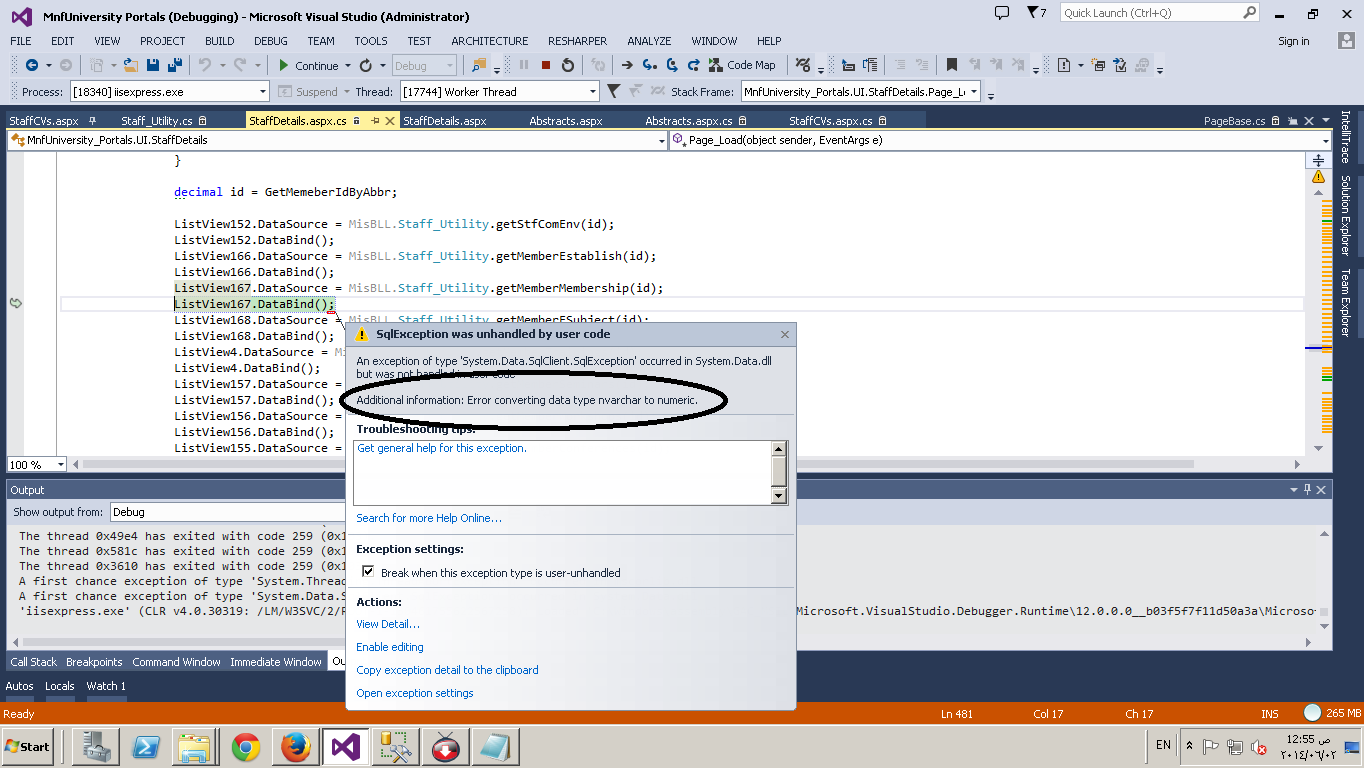 MnfUniversity Portals (Debugging) - Microsoft Visual Studio (Administrator)
7
Quick Launch (Ctrl+Q)
FILE EDIT VIEW PROJECT BUILD DEBUG TEAM TOOLS TEST ARCHITECTURE RESHARPER ANALYZE WINDOW HELP
Sign in
Continue
Debug
Code Map
Process: [18340] iisexpress.exe
Suspend
Thread: [17744] Worker Thread
Stack Frame: MnfUniversity_Portals.UI.StaffDetails.Page_L
StaffCVs.aspx
Staff_Utility.cs
StaffDetails.aspx.cs
StaffDetails.aspx
Abstracts.aspx
Abstracts.aspx.cs
StaffCVs.aspx.cs
PageBase.cs
MnfUniversity_Portals.UI.StaffDetails
Page_Load(object sender, EventArgs e)
IntelliTrace
Solution Explorer
Team Explorer
}
decimal id = GetMemeberIdByAbbr;
ListView152.DataSource = MisBLL.Staff_Utility.getStfComEnv(id);
ListView152.DataBind();
ListView166.DataSource = MisBLL.Staff_Utility.getMemberEstablish(id);
ListView166.DataBind();
ListView167.DataSource = MisBLL.Staff_Utility.getMemberMembership(id);
ListView167.DataBind();
ListView168.DataSource = MisBLL.Staff_Utility.getMemberESubject(id);
ListView168.DataBind();
ListView4.DataSource = Mi
ListView4.DataBind();
ListView157.DataSource =
ListView157.DataBind();
ListView156.DataSource =
ListView156.DataBind();
ListView155.DataSource =
100 %
SqlException was unhandled by user code
An exception of type 'System.Data.SqlClient.SqlException' occurred in System.Data.dll
but was not handled in user code
Additional information: Error converting data type nvarchar to numeric.
Troubleshooting tips:
Get general help for this exception.
Search for more Help Online...
Exception settings:
Break when this exception type is user-unhandled
Actions:
View Detail...
Enable editing
Copy exception detail to the clipboard
Open exception settings
Output
Show output from: Debug
The thread 0x49e4 has exited with code 259 (0x1
The thread 0x581c has exited with code 259 (0x1
The thread 0x3610 has exited with code 259 (0x1
A first chance exception of type 'System.Thread
A first chance exception of type 'System.Data.S
'iisexpress.exe' (CLR v4.0.30319: /LM/W3SVC/2/R
Microsoft.VisualStudio.Debugger.Runtime\12.0.0.0__b03f5f7f11d50a3a\Microso
Call Stack
Breakpoints
Command Window
Immediate Window
Ou
Autos
Locals
Watch 1
Ready
Ln 481
Col 17
Ch 17
INS
265 MB
Start
EN
12:55 ص
٢٠١٤/٠٦/٠٢